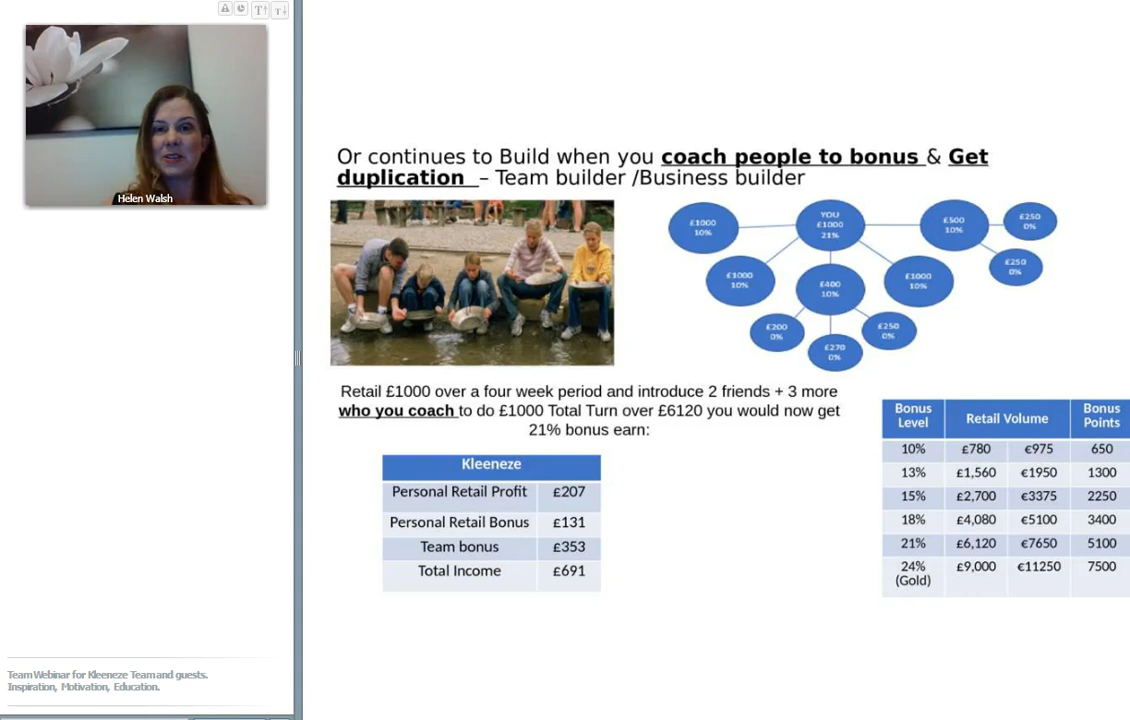 T↑ T↓
Helen Walsh
Or continues to Build when you coach people to bonus & Get
duplication – Team builder /Business builder
£1000
10%
YOU
£1000
21%
£500
10%
£250
0%
£1000
10%
£400
10%
£1000
10%
£250
0%
£200
0%
£270
0%
£250
0%
Retail £1000 over a four week period and introduce 2 friends + 3 more
who you coach to do £1000 Total Turn over £6120 you would now get
21% bonus earn:
Kleeneze
Personal Retail Profit £207
Personal Retail Bonus £131
Team bonus £353
Total Income £691
Bonus Level Retail Volume Bonus Points
10% £780 €975 650
13% £1,560 €1950 1300
15% £2,700 €3375 2250
18% £4,080 €5100 3400
21% £6,120 €7650 5100
24% (Gold) £9,000 €11250 7500
Team Webinar for Kleeneze Team and guests.
Inspiration, Motivation, Education.